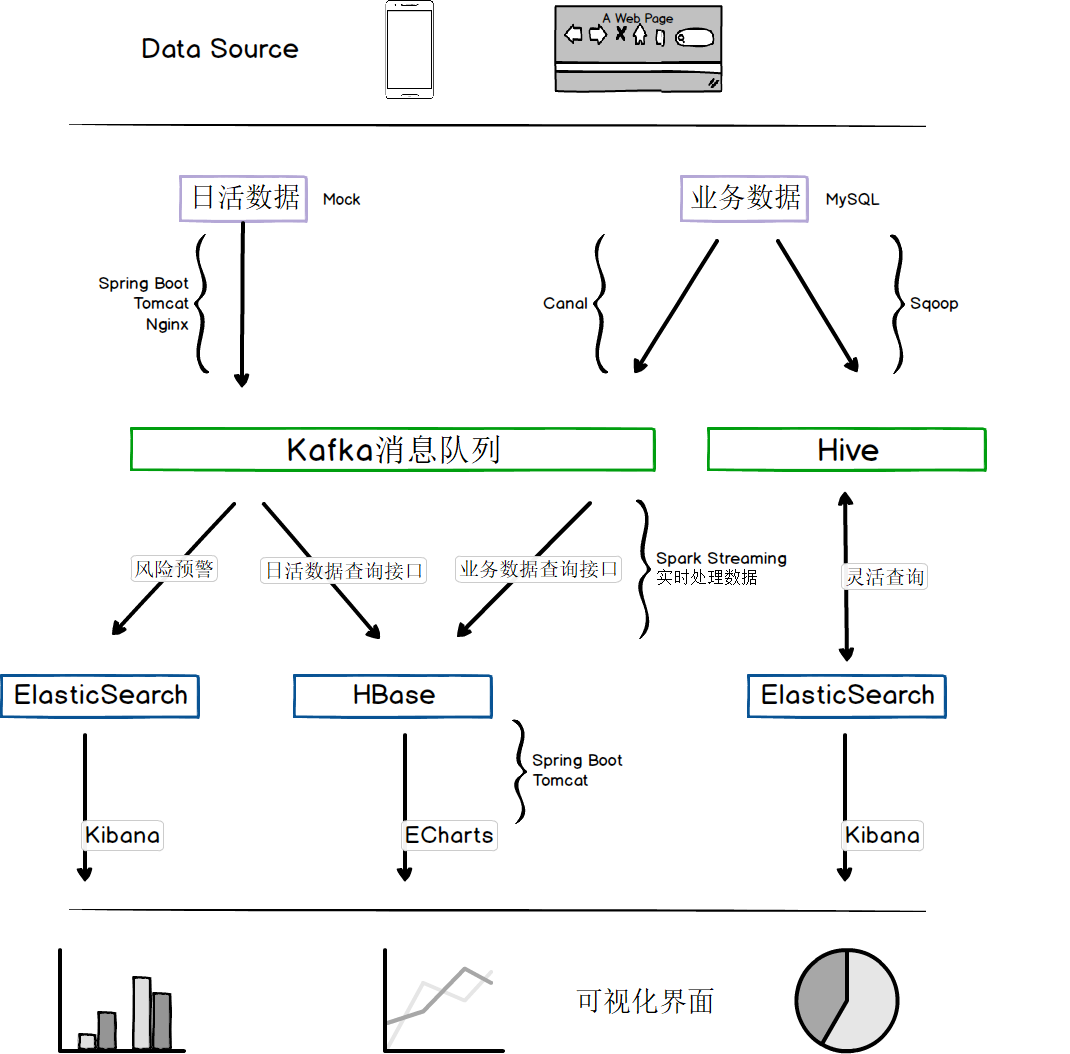 A Web Page
Data Source
日活数据
Mock
业务数据
MySQL
Spring Boot
Tomcat
Nginx
Canal
Sqoop
Kafka消息队列
Hive
风险预警
日活数据查询接口
业务数据查询接口
Spark Streaming
实时处理数据
灵活查询
ElasticSearch
HBase
ElasticSearch
Spring Boot
Tomcat
Kibana
ECharts
Kibana
可视化界面